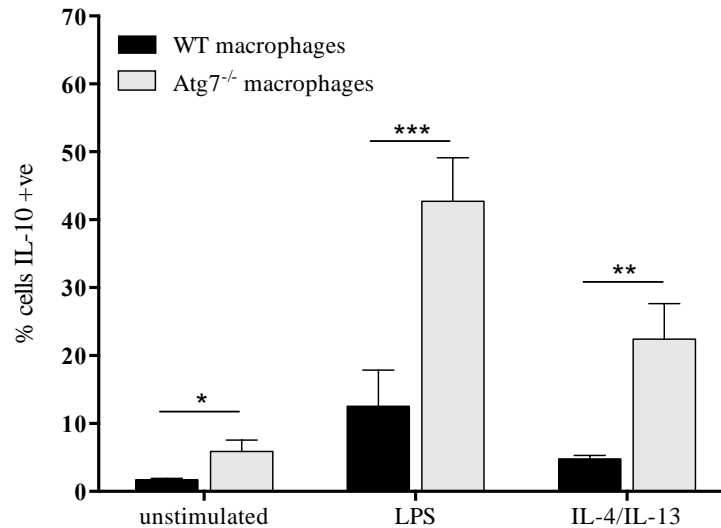 70
60
50
40
30
20
10
0
% cells IL-10 +ve
WT macrophages
Atg7-/- macrophages
*
***
**
unstimulated
LPS
IL-4/IL-13